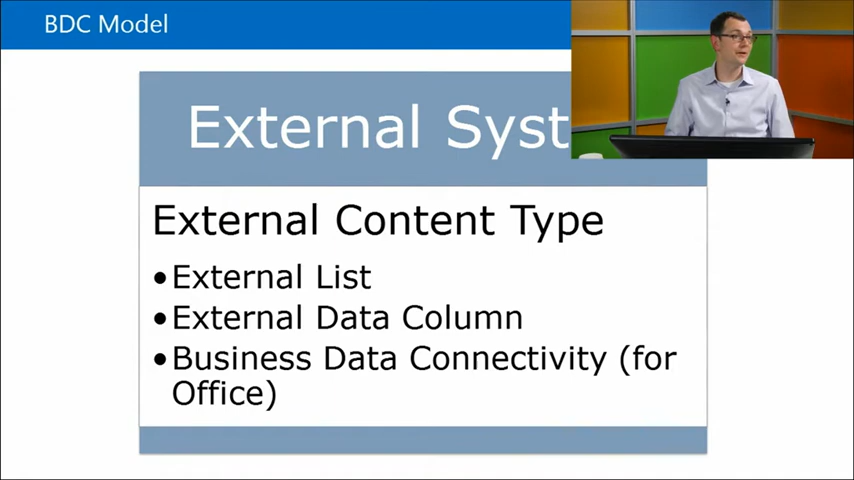 BDC Model
External Syst
External Content Type
•External List
•External Data Column
•Business Data Connectivity (for
Office)